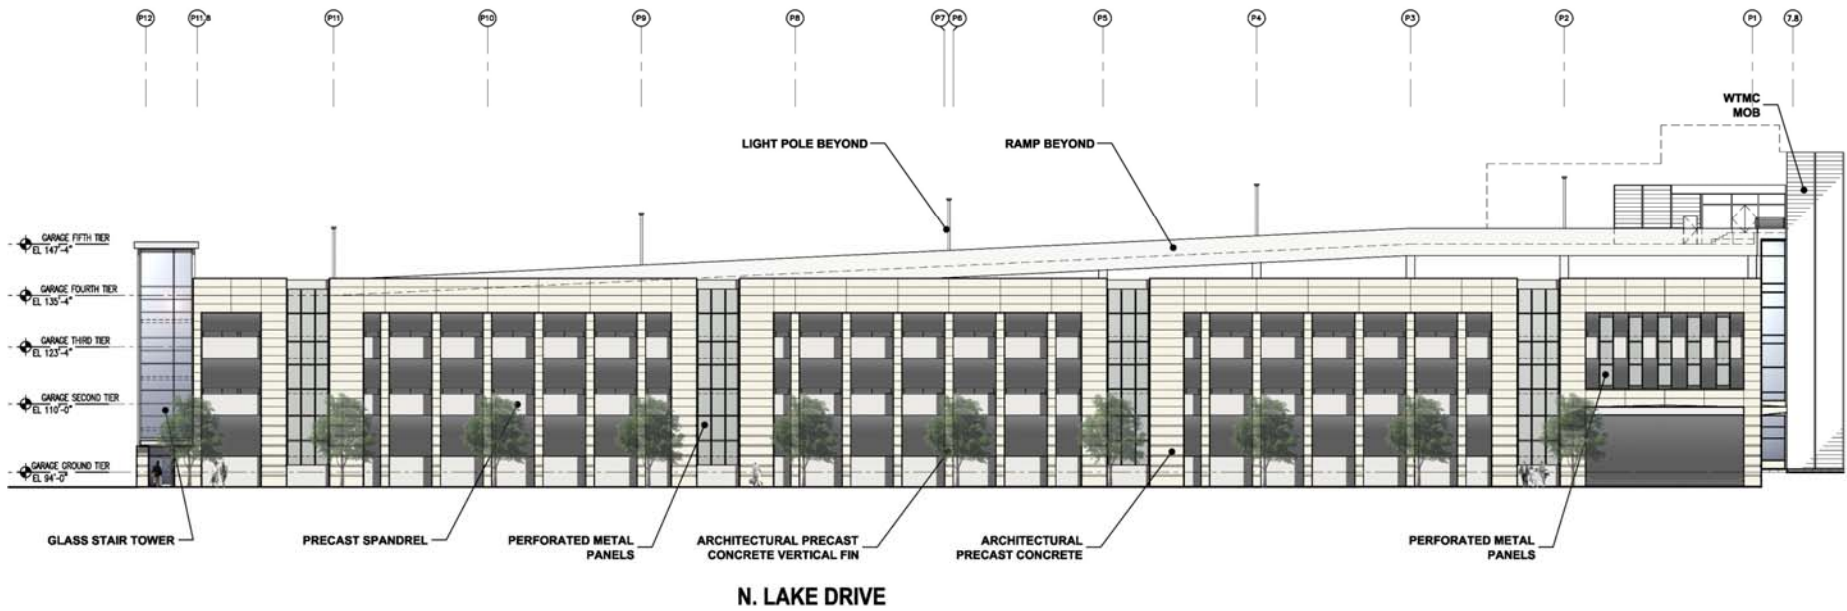 P12 P11.8 P11 P10 P9 P8 P7 P6 P5 P4 P3 P2 P1 7.8
WTMC
MOB
LIGHT POLE BEYOND
RAMP BEYOND
GARAGE FIFTH TIER
EL 147'-4"
GARAGE FOURTH TIER
EL 135'-4"
GARAGE THIRD TIER
EL 123'-4"
GARAGE SECOND TIER
EL 110'-0"
GARAGE GROUND TIER
EL 94'-0"
GLASS STAIR TOWER
PRECAST SPANDREL
PERFORATED METAL
PANELS
ARCHITECTURAL PRECAST
CONCRETE VERTICAL FIN
ARCHITECTURAL
PRECAST CONCRETE
PERFORATED METAL
PANELS
N. LAKE DRIVE